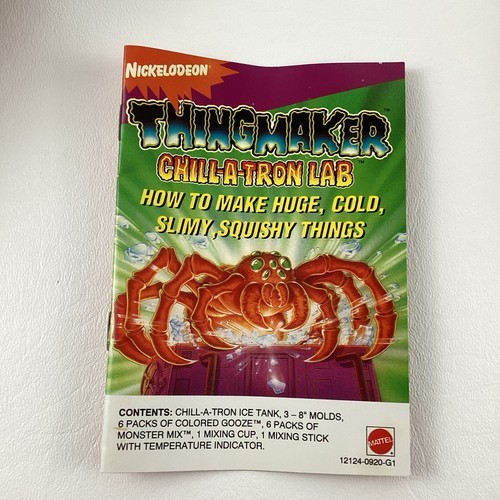 NICKELODEON®
THINGMAKER™
CHILL-A-TRON LAB
HOW TO MAKE HUGE, COLD,
SLIMY, SQUISHY THINGS
CONTENTS: CHILL-A-TRON ICE TANK, 3 – 8" MOLDS,
6 PACKS OF COLORED GOOZE™, 6 PACKS OF
MONSTER MIX™, 1 MIXING CUP, 1 MIXING STICK
WITH TEMPERATURE INDICATOR.
MATTEL
12124-0920-G1